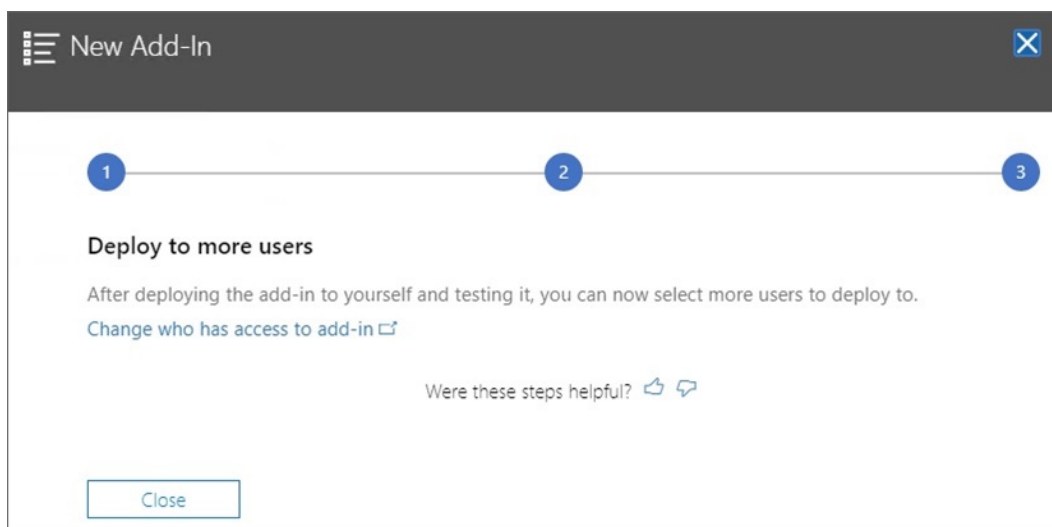 New Add-In
1 2 3
Deploy to more users
After deploying the add-in to yourself and testing it, you can now select more users to deploy to.
Change who has access to add-in
Were these steps helpful?
Close